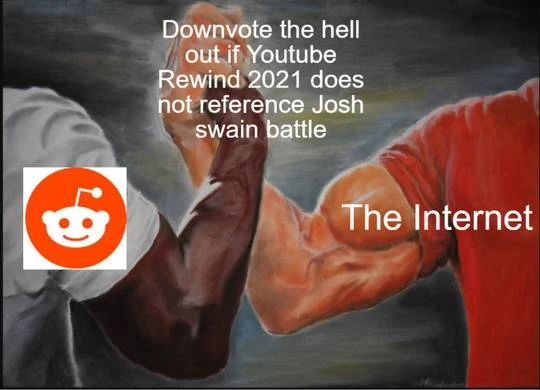 Downvote the hell
out if Youtube
Rewind 2021 does
not reference Josh
swain battle
The Internet